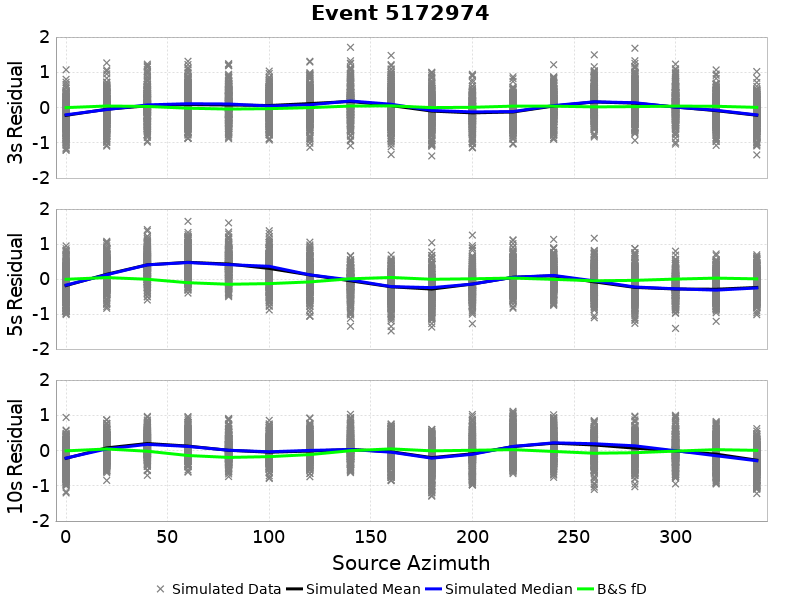 Event 5172974
3s Residual
2
1
0
-1
-2
5s Residual
2
1
0
-1
-2
10s Residual
2
1
0
-1
-2
0 50 100 150 200 250 300
Source Azimuth
Simulated Data Simulated Mean Simulated Median B&S fD